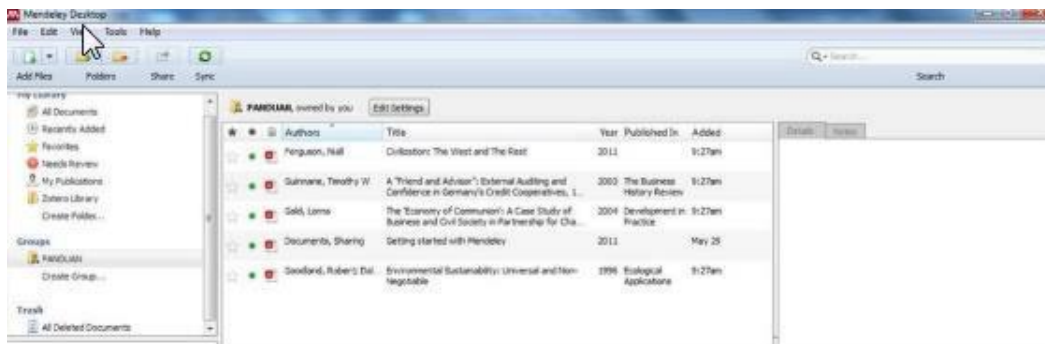 Mendeley Desktop
File Edit View Tools Help
Add Files Folders Share Sync
Search...
Search
My Library
All Documents
Recently Added
Favorites
Needs Review
My Publications
Zotero Library
Create Folder...
Groups
PANDUAN
Create Group...
Trash
All Deleted Documents
PANDUAN, owned by you Edit Settings
Authors Title Year Published In Added
Ferguson, Niall Civilization: The West and The Rest 2011 9:27am
Guinnane, Timothy W A "Friend and Advisor": External Auditing and 2003 The Business 9:27am
Confidence in Germany's Credit Cooperatives, 1... History Review
Gold, Lorna The 'Economy of Communion': A Case Study of 2004 Development in 9:27am
Business and Civil Society in Partnership for Cha... Practice
Documents, Sharing Getting started with Mendeley 2011 May 29
Goodland, Robert; Dal... Environmental Sustainability: Universal and Non- 1996 Ecological 9:27am
Negotiable Applications
Details Notes